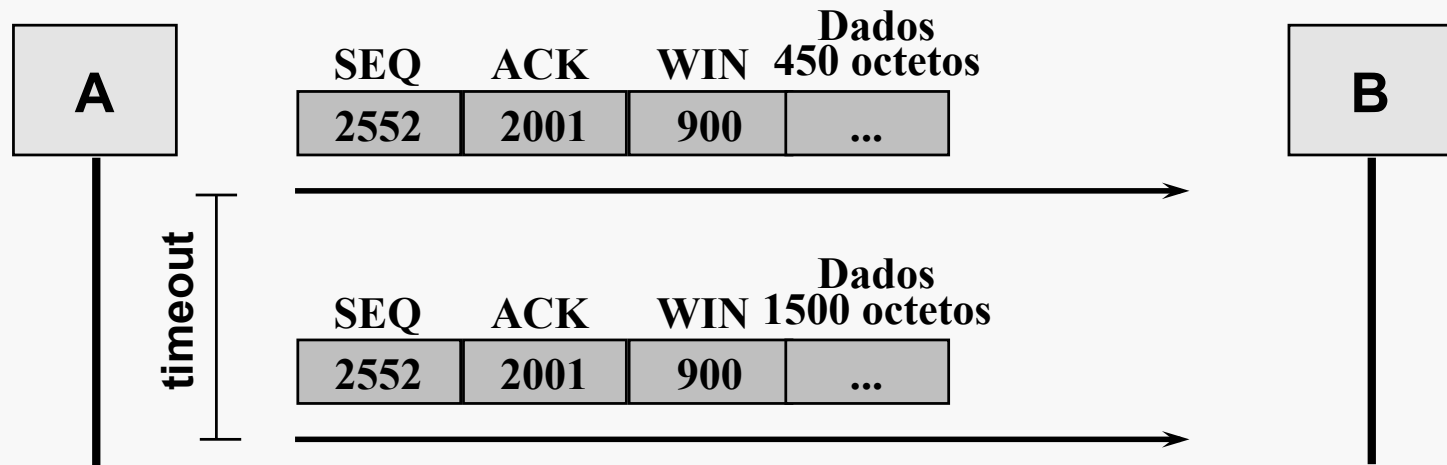 A
B
Dados
450 octetos
SEQ ACK WIN
2552 2001 900 ...
timeout
Dados
1500 octetos
SEQ ACK WIN
2552 2001 900 ...